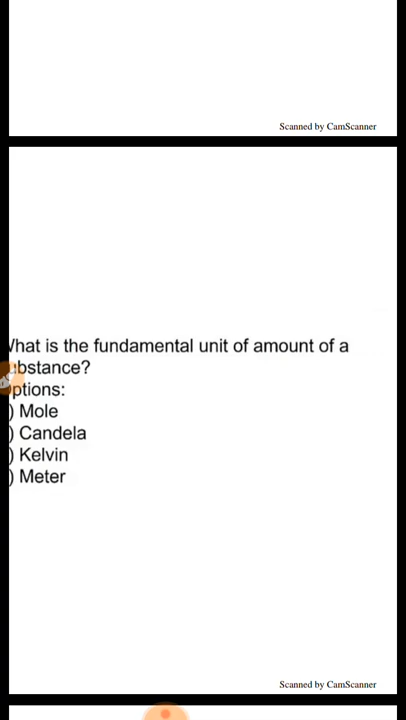 Scanned by CamScanner
hat is the fundamental unit of amount of a
bstance?
ptions:
) Mole
) Candela
) Kelvin
) Meter
Scanned by CamScanner